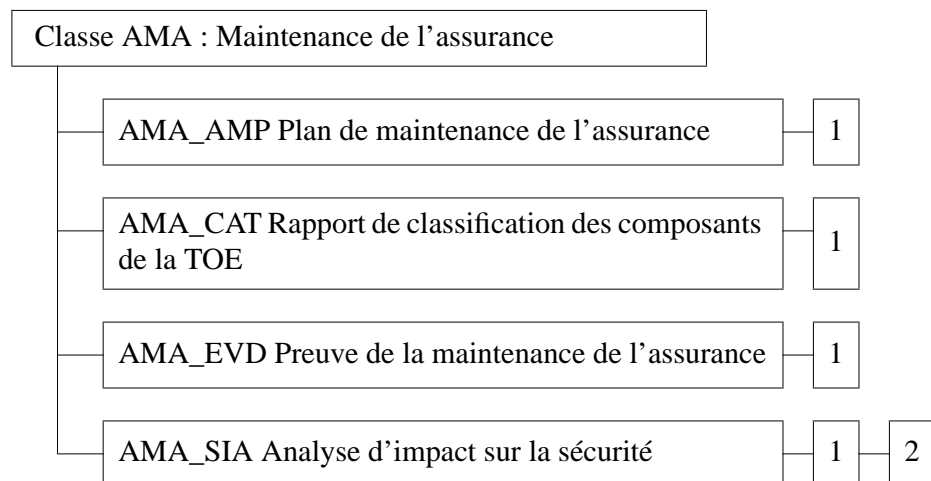 Classe AMA : Maintenance de l'assurance
AMA_AMP Plan de maintenance de l'assurance 1
AMA_CAT Rapport de classification des composants
de la TOE 1
AMA_EVD Preuve de la maintenance de l'assurance 1
AMA_SIA Analyse d'impact sur la sécurité 1 2